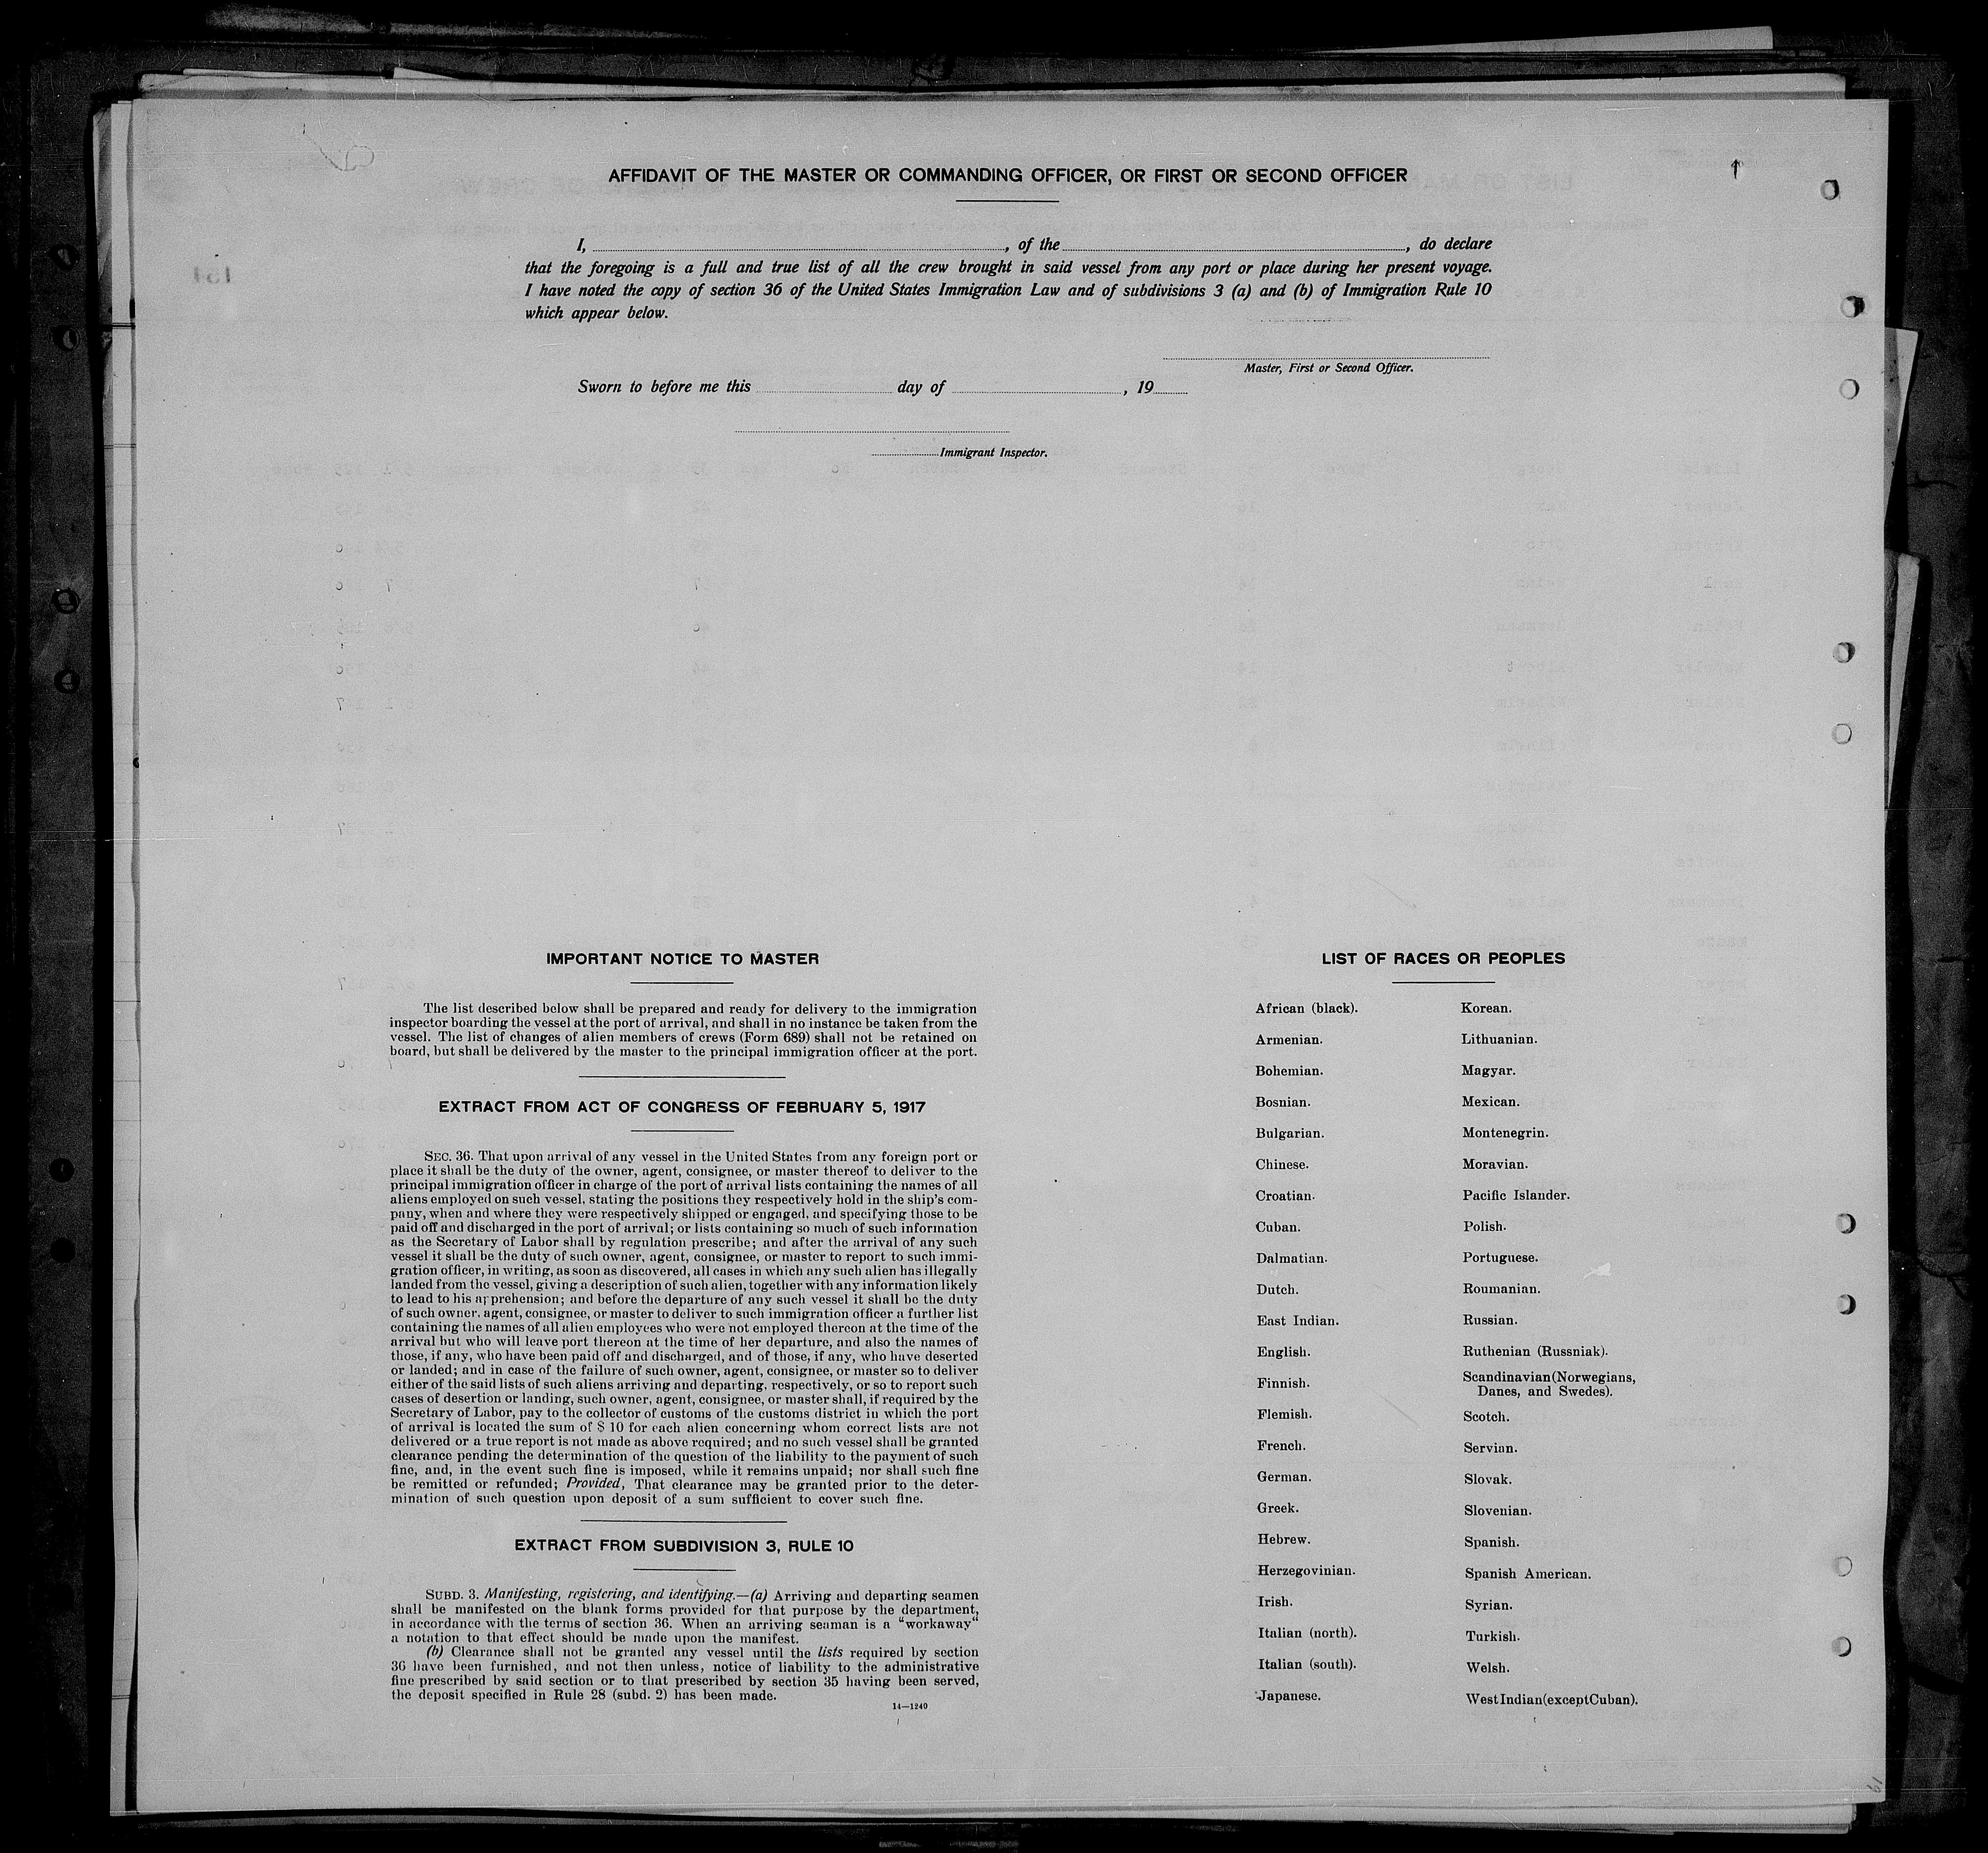 AFFIDAVIT OF THE MASTER OR COMMANDING OFFICER, OR FIRST OR SECOND OFFICER
I, , of the , do declare
that the foregoing is a full and true list of all the crew brought in said vessel from any port or place during her present voyage.
I have noted the copy of section 36 of the United States Immigration Law and of subdivisions 3 (a) and (b) of Immigration Rule 10
which appear below.
Master, First or Second Officer.
Sworn to before me this day of , 19
Immigrant Inspector.
IMPORTANT NOTICE TO MASTER
The list described below shall be prepared and ready for delivery to the immigration
inspector boarding the vessel at the port of arrival, and shall in no instance be taken from the
vessel. The list of changes of alien members of crews (Form 689) shall not be retained on
board, but shall be delivered by the master to the principal immigration officer at the port.
EXTRACT FROM ACT OF CONGRESS OF FEBRUARY 5, 1917
SEC. 36. That upon arrival of any vessel in the United States from any foreign port or
place it shall be the duty of the owner, agent, consignee, or master thereof to deliver to the
principal immigration officer in charge of the port of arrival lists containing the names of all
aliens employed on such vessel, stating the positions they respectively hold in the ship's com-
pany, when and where they were respectively shipped or engaged, and specifying those to be
paid off and discharged in the port of arrival; or lists containing so much of such information
as the Secretary of Labor shall by regulation prescribe; and after the arrival of any such
vessel it shall be the duty of such owner, agent, consignee, or master to report to such immi-
gration officer, in writing, as soon as discovered, all cases in which any such alien has illegally
landed from the vessel, giving a description of such alien, together with any information likely
to lead to his apprehension; and before the departure of any such vessel it shall be the duty
of such owner, agent, consignee, or master to deliver to such immigration officer a further list
containing the names of all alien employees who were not employed thereon at the time of the
arrival but who will leave port thereon at the time of her departure, and also the names of
those, if any, who have been paid off and discharged, and of those, if any, who have deserted
or landed; and in case of the failure of such owner, agent, consignee, or master so to deliver
either of the said lists of such aliens arriving and departing, respectively, or so to report such
cases of desertion or landing, such owner, agent, consignee, or master shall, if required by the
Secretary of Labor, pay to the collector of customs of the customs district in which the port
of arrival is located the sum of $ 10 for each alien concerning whom correct lists are not
delivered or a true report is not made as above required; and no such vessel shall be granted
clearance pending the determination of the question of the liability to the payment of such
fine, and, in the event such fine is imposed, while it remains unpaid; nor shall such fine
be remitted or refunded; Provided, That clearance may be granted prior to the deter-
mination of such question upon deposit of a sum sufficient to cover such fine.
EXTRACT FROM SUBDIVISION 3, RULE 10
SUBD. 3. Manifesting, registering, and identifying.—(a) Arriving and departing seamen
shall be manifested on the blank forms provided for that purpose by the department,
in accordance with the terms of section 36. When an arriving seaman is a "workaway"
a notation to that effect should be made upon the manifest.
(b) Clearance shall not be granted any vessel until the lists required by section
36 have been furnished, and not then unless, notice of liability to the administrative
fine prescribed by said section or to that prescribed by section 35 having been served,
the deposit specified in Rule 28 (subd. 2) has been made.
14—1240
LIST OF RACES OR PEOPLES
African (black).
Armenian.
Bohemian.
Bosnian.
Bulgarian.
Chinese.
Croatian.
Cuban.
Dalmatian.
Dutch.
East Indian.
English.
Finnish.
Flemish.
French.
German.
Greek.
Hebrew.
Herzegovinian.
Irish.
Italian (north).
Italian (south).
Japanese.
Korean.
Lithuanian.
Magyar.
Mexican.
Montenegrin.
Moravian.
Pacific Islander.
Polish.
Portuguese.
Roumanian.
Russian.
Ruthenian (Russniak).
Scandinavian (Norwegians,
Danes, and Swedes).
Scotch.
Servian.
Slovak.
Slovenian.
Spanish.
Spanish American.
Syrian.
Turkish.
Welsh.
West Indian (except Cuban).